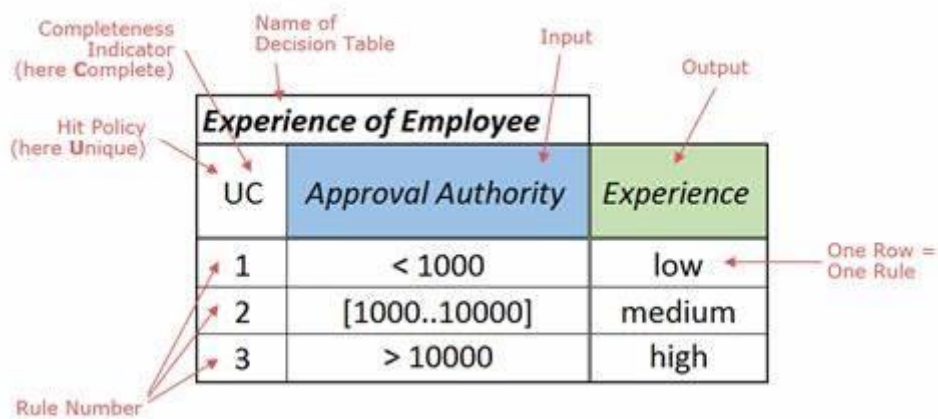 Completeness
Indicator
(here Complete)
Name of
Decision Table
Input
Output
Hit Policy
(here Unique)
Experience of Employee
UC
Approval Authority
Experience
1
< 1000
low
One Row =
One Rule
2
[1000..10000]
medium
3
> 10000
high
Rule Number